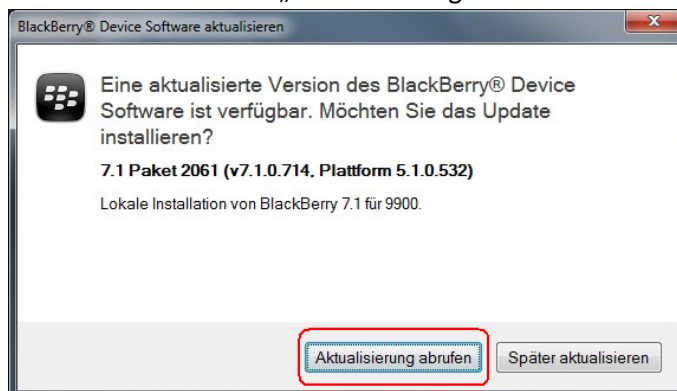 BlackBerry® Device Software aktualisieren
Eine aktualisierte Version des BlackBerry® Device
Software ist verfügbar. Möchten Sie das Update
installieren?
7.1 Paket 2061 (v7.1.0.714, Plattform 5.1.0.532)
Lokale Installation von BlackBerry 7.1 für 9900.
Aktualisierung abrufen Später aktualisieren